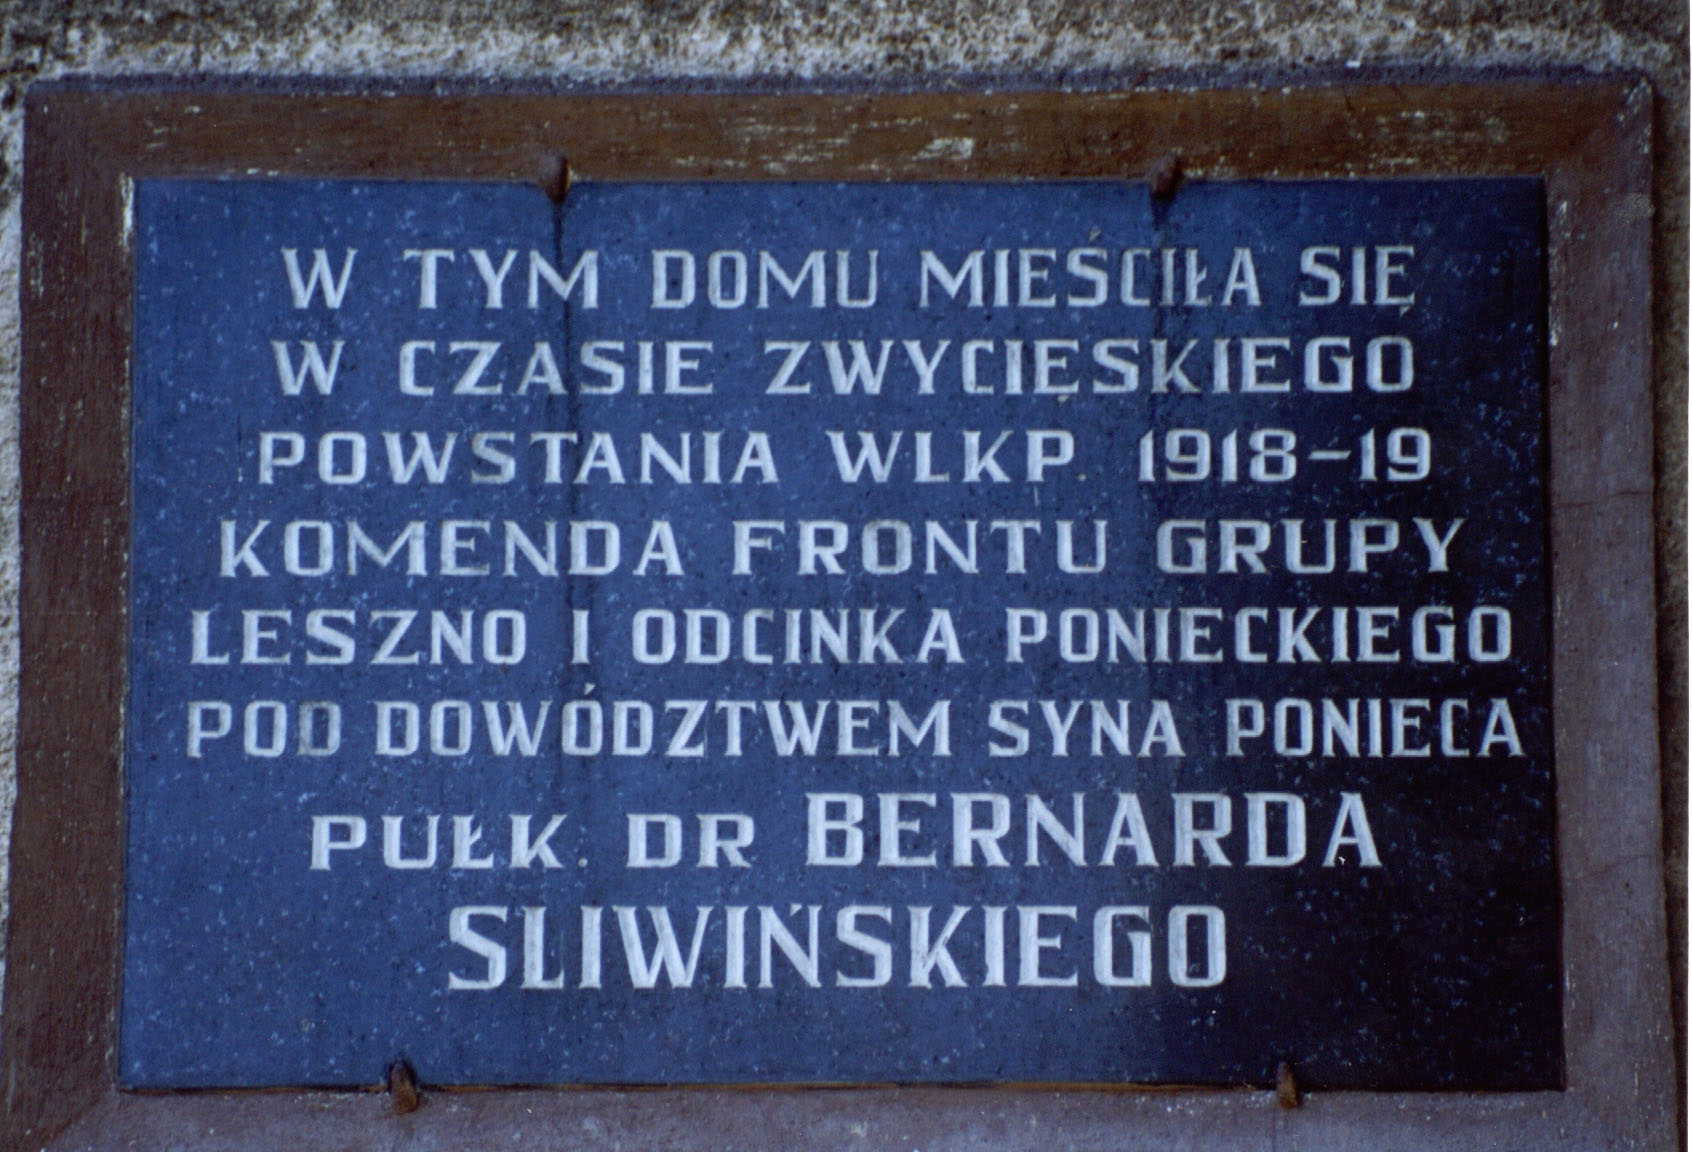 W TYM DOMU MIEŚCIŁA SIĘ
W CZASIE ZWYCIESKIEGO
POWSTANIA WLKP. 1918-19
KOMENDA FRONTU GRUPY
LESZNO I ODCINKA PONIECKIEGO
POD DOWÓDZTWEM SYNA PONIECA
PUŁK. DR BERNARDA
SLIWIŃSKIEGO